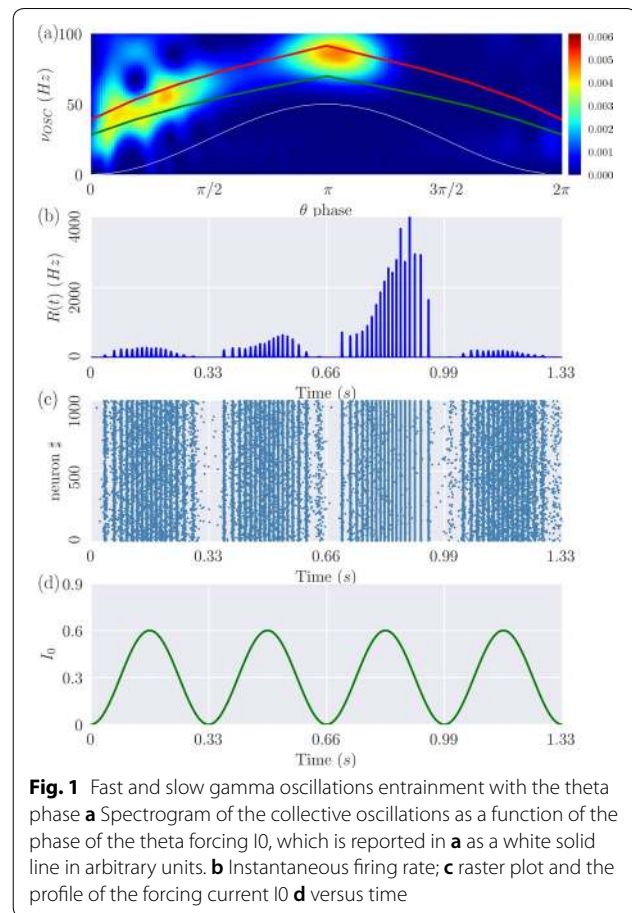 (a)
100
50
0
ν_OSC (Hz)
0.006
0.005
0.004
0.003
0.002
0.001
0.000
0 π/2 π 3π/2 2π
θ phase
(b)
4000
2000
0
R(t) (Hz)
0 0.33 0.66 0.99 1.33
Time (s)
(c)
1000
500
0
neuron #
0 0.33 0.66 0.99 1.33
Time (s)
(d)
0.9
0.6
0.3
0
I₀
0 0.33 0.66 0.99 1.33
Time (s)
Fig. 1 Fast and slow gamma oscillations entrainment with the theta
phase a Spectrogram of the collective oscillations as a function of the
phase of the theta forcing I0, which is reported in a as a white solid
line in arbitrary units. b Instantaneous firing rate; c raster plot and the
profile of the forcing current I0 d versus time